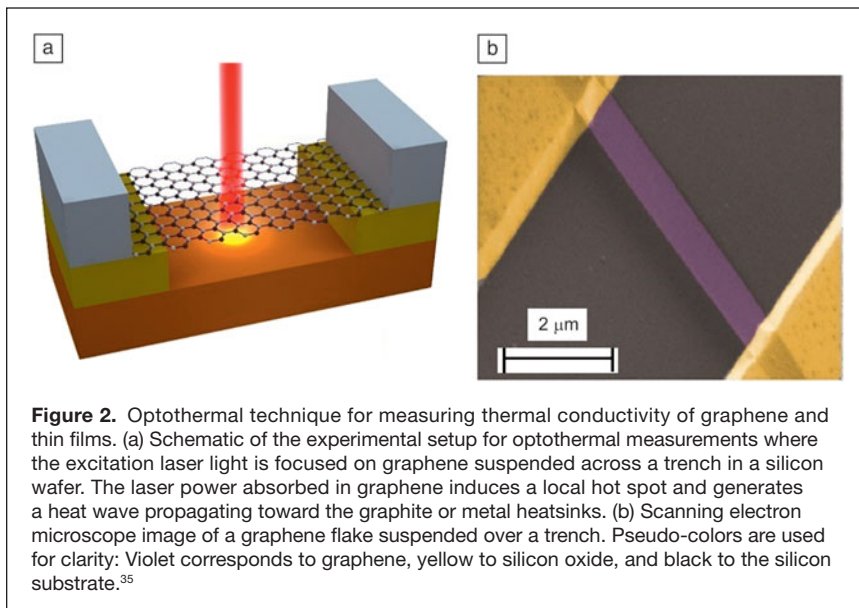 a
b
2 μm
Figure 2. Optothermal technique for measuring thermal conductivity of graphene and
thin films. (a) Schematic of the experimental setup for optothermal measurements where
the excitation laser light is focused on graphene suspended across a trench in a silicon
wafer. The laser power absorbed in graphene induces a local hot spot and generates
a heat wave propagating toward the graphite or metal heatsinks. (b) Scanning electron
microscope image of a graphene flake suspended over a trench. Pseudo-colors are used
for clarity: Violet corresponds to graphene, yellow to silicon oxide, and black to the silicon
substrate.35